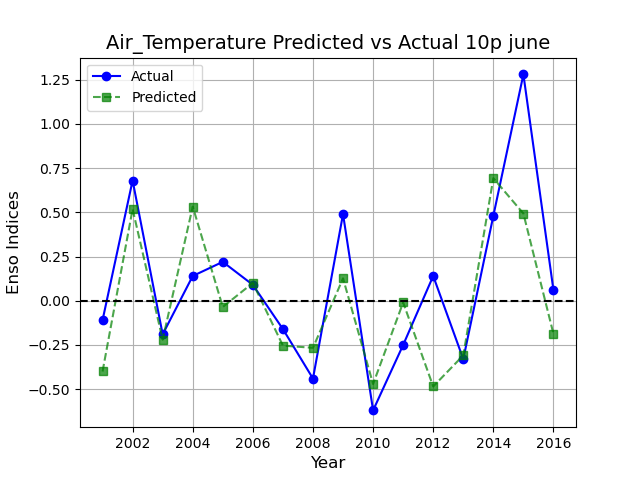 Air_Temperature Predicted vs Actual 10p june
Actual
Predicted
1.25
1.00
0.75
0.50
0.25
0.00
−0.25
−0.50
Enso Indices
2002 2004 2006 2008 2010 2012 2014 2016
Year